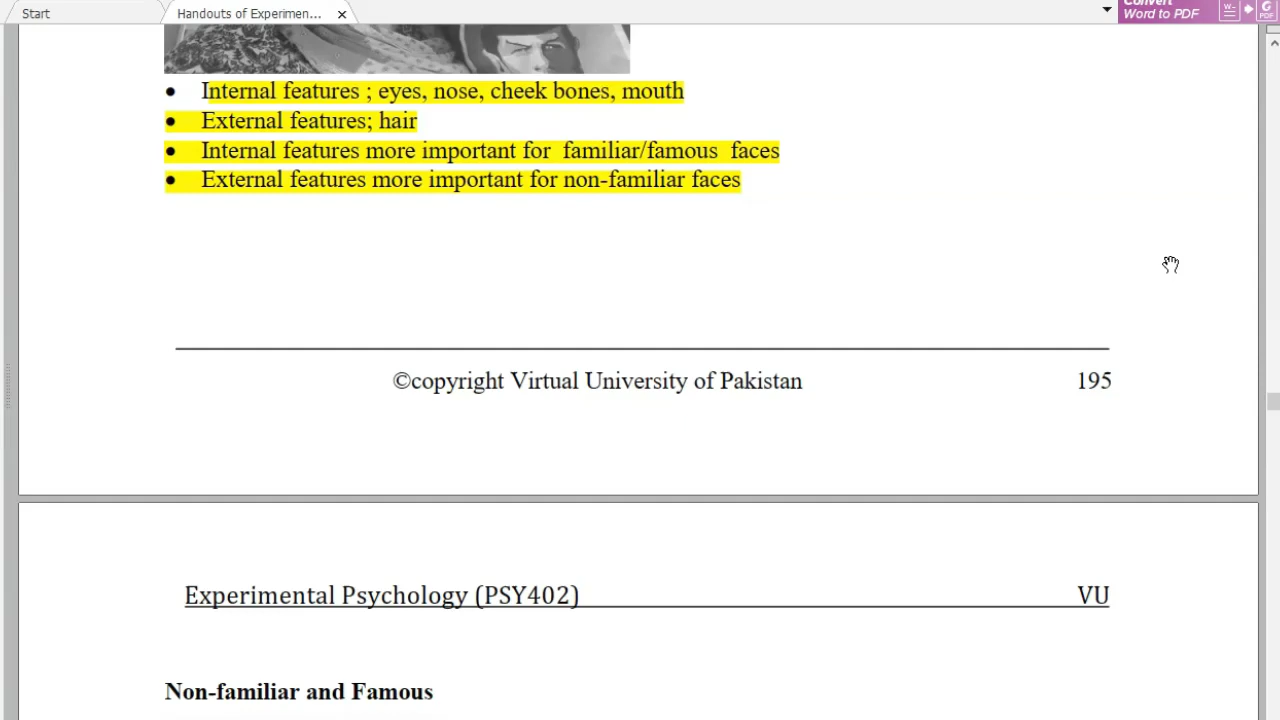 Start
Handouts of Experimen...
Convert
Word to PDF
PDF
• Internal features ; eyes, nose, cheek bones, mouth
• External features; hair
• Internal features more important for familiar/famous faces
• External features more important for non-familiar faces
©copyright Virtual University of Pakistan 195
Experimental Psychology (PSY402) VU
Non-familiar and Famous